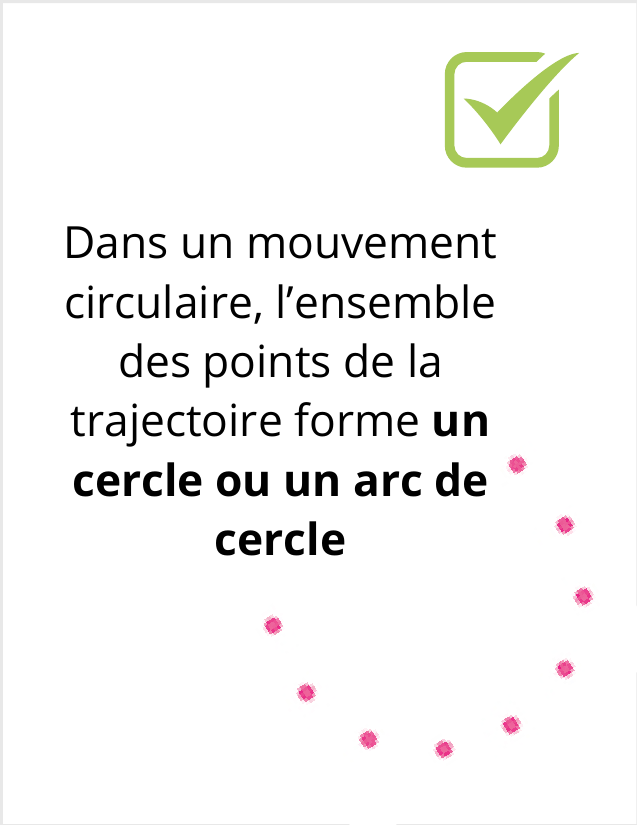 Dans un mouvement
circulaire, l’ensemble
des points de la
trajectoire forme un
cercle ou un arc de
cercle